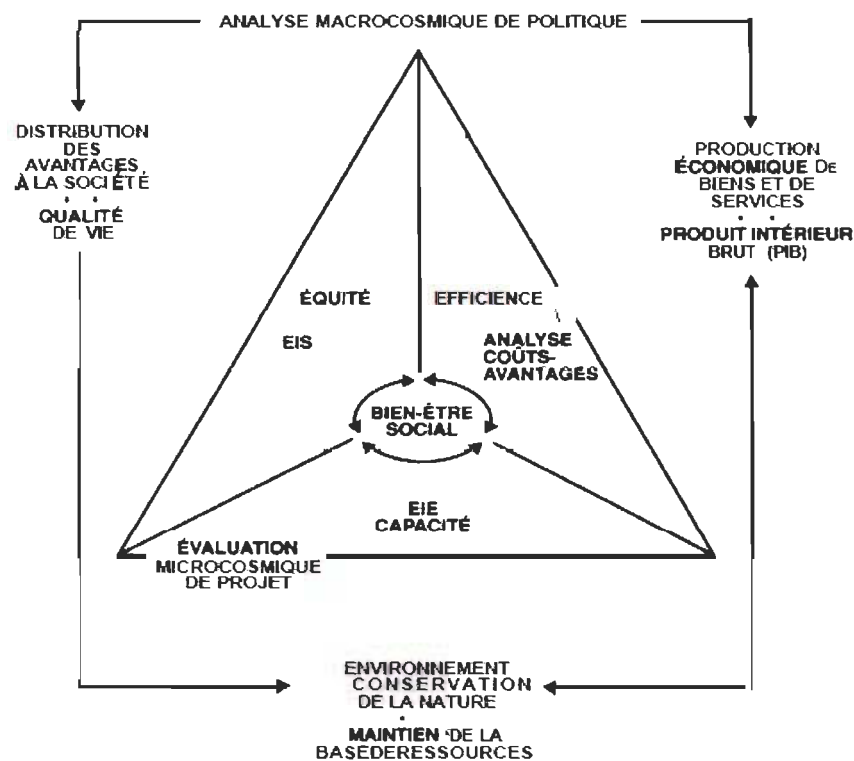 ANALYSE MACROCOSMIQUE DE POLITIQUE
DISTRIBUTION
DES
AVANTAGES
À LA SOCIÉTÉ
QUALITÉ
DE VIE
PRODUCTION
ÉCONOMIQUE DE
BIENS ET DE
SERVICES
PRODUIT INTÉRIEUR
BRUT (PIB)
ÉQUITÉ
EIS
EFFICIENCE
ANALYSE
COÛTS-
AVANTAGES
BIEN-ÊTRE
SOCIAL
EIE
CAPACITÉ
ÉVALUATION
MICROCOSMIQUE
DE PROJET
ENVIRONNEMENT
CONSERVATION
DE LA NATURE
MAINTIEN DE LA
BASEDERESSOURCES